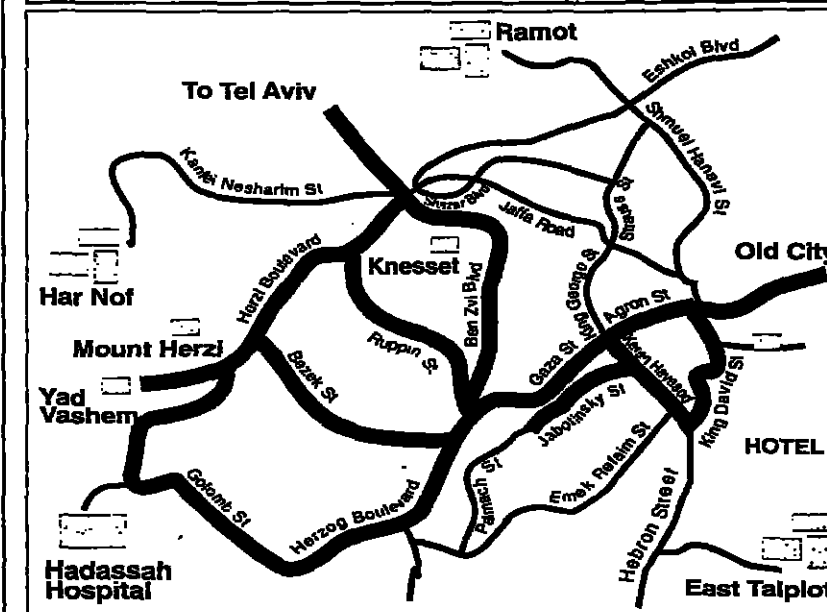 Ramot
Eshkol Blvd
To Tel Aviv
Shmuel Hanavi St
Kanfei Nesharim St
Shazar Blvd
Jaffa Road
Straus St
Herzl Boulevard
Knesset
Ben Zvi Blvd
King George St
Agron St
Old City
Har Nof
Mount Herzl
Ruppin St
Bezek St
Gaza St
Keren Hayesod
King David St
Yad
Vashem
Jabotinsky St
HOTEL
Golomb St
Herzog Boulevard
Palmach St
Emek Refaim St
Hebron Street
Hadassah
Hospital
East Talpiot